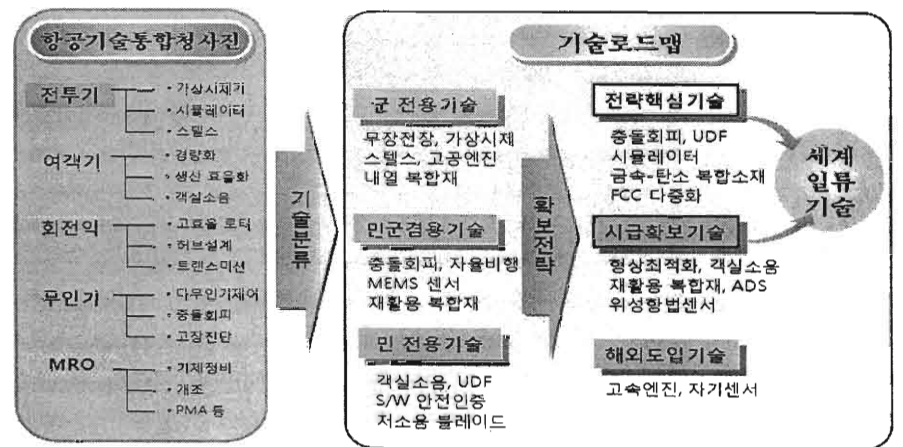 항공기술통합청사진
전투기
• 가상시제기
• 시뮬레이터
• 스텔스
여객기
• 경량화
• 생산 효율화
• 객실소음
회전익
• 고효율 로터
• 허브설계
• 트랜스미션
무인기
• 다무인기제어
• 충돌회피
• 고장진단
MRO
• 기체정비
• 개조
• PMA 등
기술분류
기술로드맵
군 전용기술
무장전장, 가상시제
스텔스, 고공엔진
내열 복합재
민군겸용기술
충돌회피, 자율비행
MEMS 센서
재활용 복합재
민 전용기술
객실소음, UDF
S/W 안전인증
저소음 블레이드
확보전략
전략핵심기술
충돌회피, UDF
시뮬레이터
금속-탄소 복합소재
FCC 다중화
시급확보기술
형상최적화, 객실소음
재활용 복합재, ADS
위성항법센서
해외도입기술
고속엔진, 자기센서
세계
일류
기술